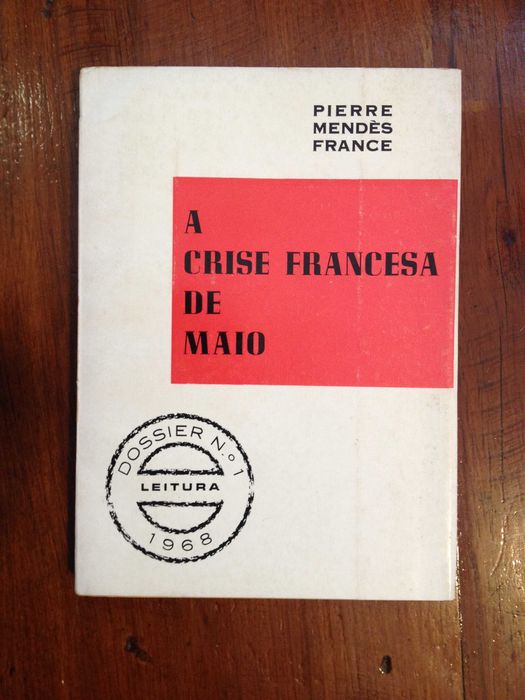 PIERRE
MENDÈS
FRANCE
A
CRISE FRANCESA
DE
MAIO
DOSSIER N.º 1
LEITURA
1968